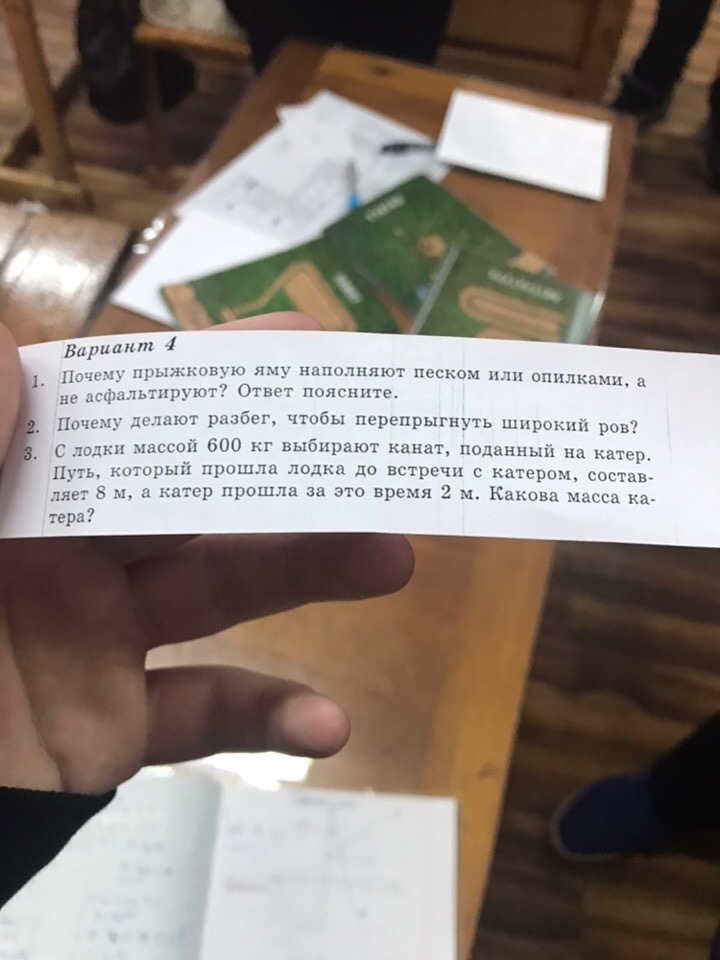 Вариант 4
1. Почему прыжковую яму наполняют песком или опилками, а
не асфальтируют? Ответ поясните.
2. Почему делают разбег, чтобы перепрыгнуть широкий ров?
3. С лодки массой 600 кг выбирают канат, поданный на катер.
Путь, который прошла лодка до встречи с катером, состав-
ляет 8 м, а катер прошла за это время 2 м. Какова масса ка-
тера?